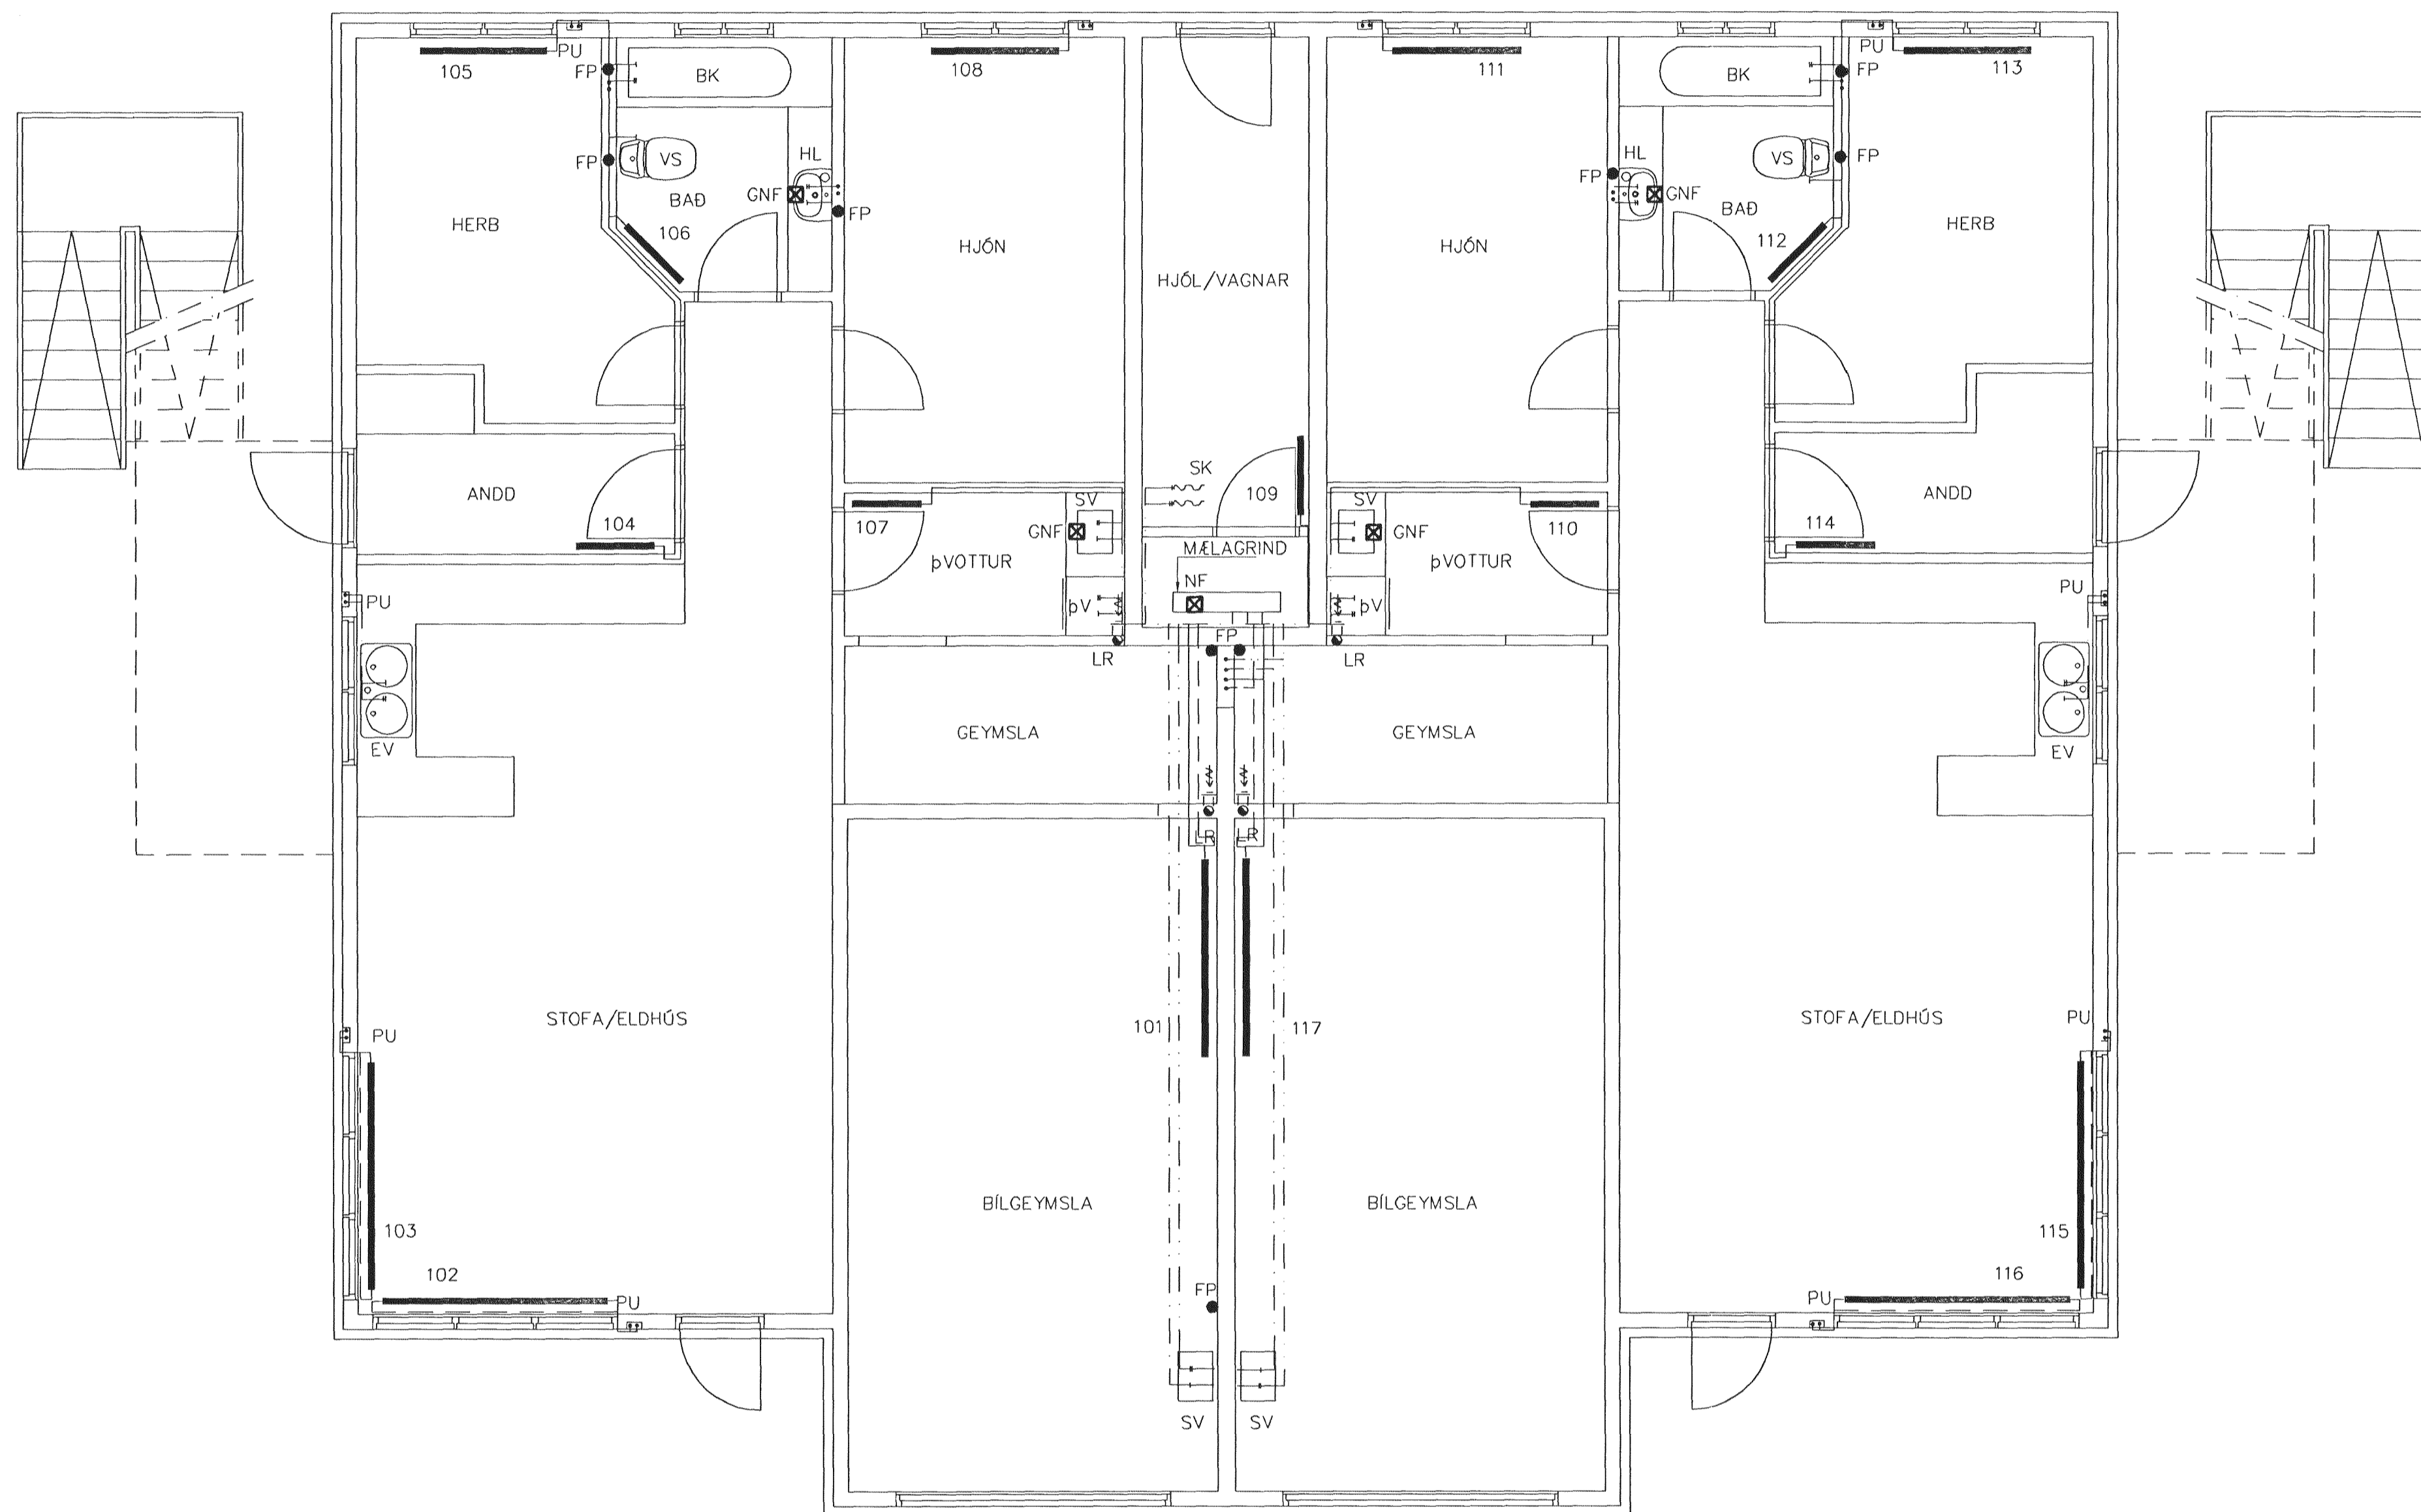 PU
PU
105
108
111
113
FP
BK
BK
FP
FP
VS
HL
HL
VS
FP
GNF
BAÐ
FP
FP
GNF
BAÐ
HERB
106
HJÓN
HJÓL/VAGNAR
HJÓN
112
HERB
ANDD
104
107
SV
GNF
SK
109
SV
GNF
110
114
ANDD
ÞVOTTUR
MÆLAGRIND
ÞVOTTUR
PU
ÞV
NF
ÞV
PU
LR
FP
LR
EV
GEYMSLA
GEYMSLA
EV
LR
LR
PU
STOFA/ELDHÚS
101
117
STOFA/ELDHÚS
PU
103
BÍLGEYMSLA
BÍLGEYMSLA
115
102
PU
FP
PU
116
SV
SV